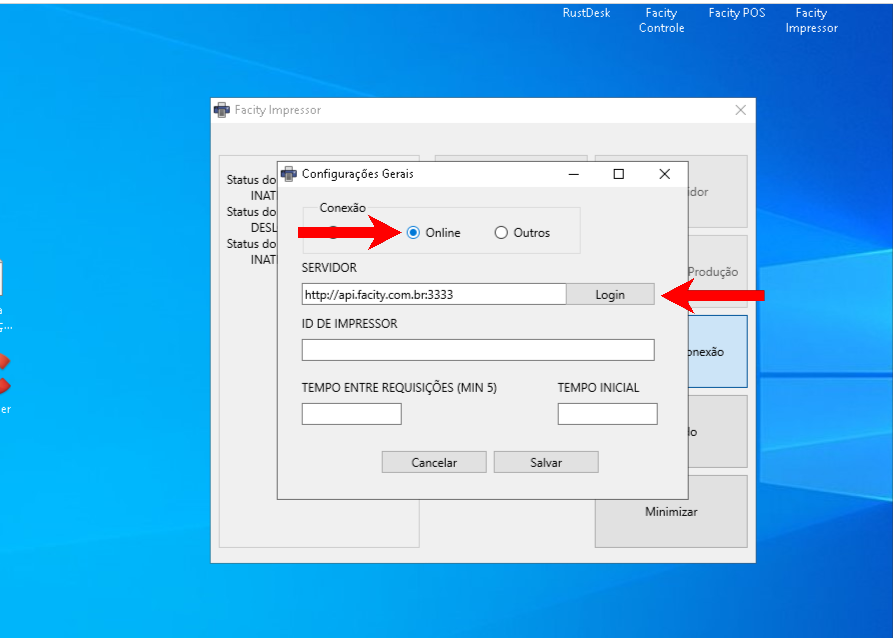 RustDesk
Facity
Controle
Facity POS
Facity
Impressor
Facity Impressor
Configurações Gerais
Status do
INAT
Status do
DESL
Status do
INAT
idor
Conexão
Online
Outros
SERVIDOR
http://api.facity.com.br:3333
Login
Produção
ID DE IMPRESSOR
onexão
TEMPO ENTRE REQUISIÇÕES (MIN 5)
TEMPO INICIAL
er
lo
Cancelar
Salvar
Minimizar